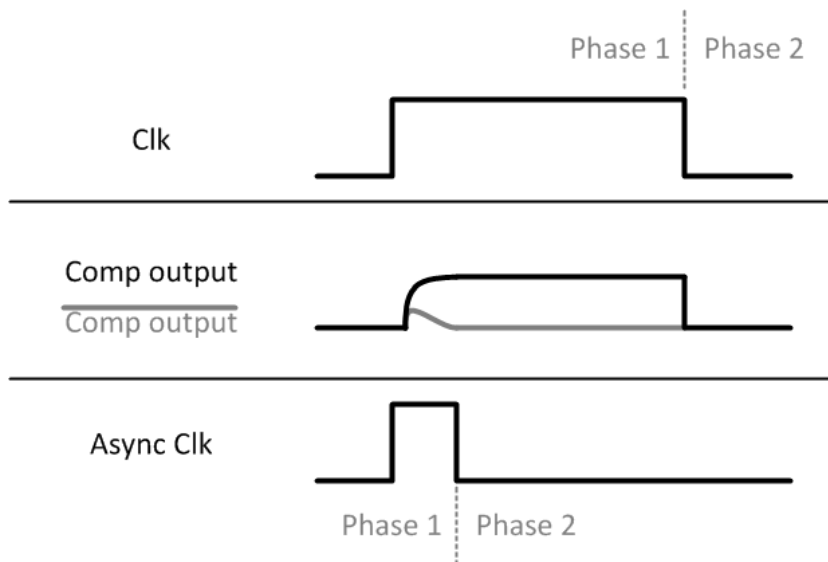 Phase 1 Phase 2
Clk
Comp output
Comp output
Async Clk
Phase 1 Phase 2